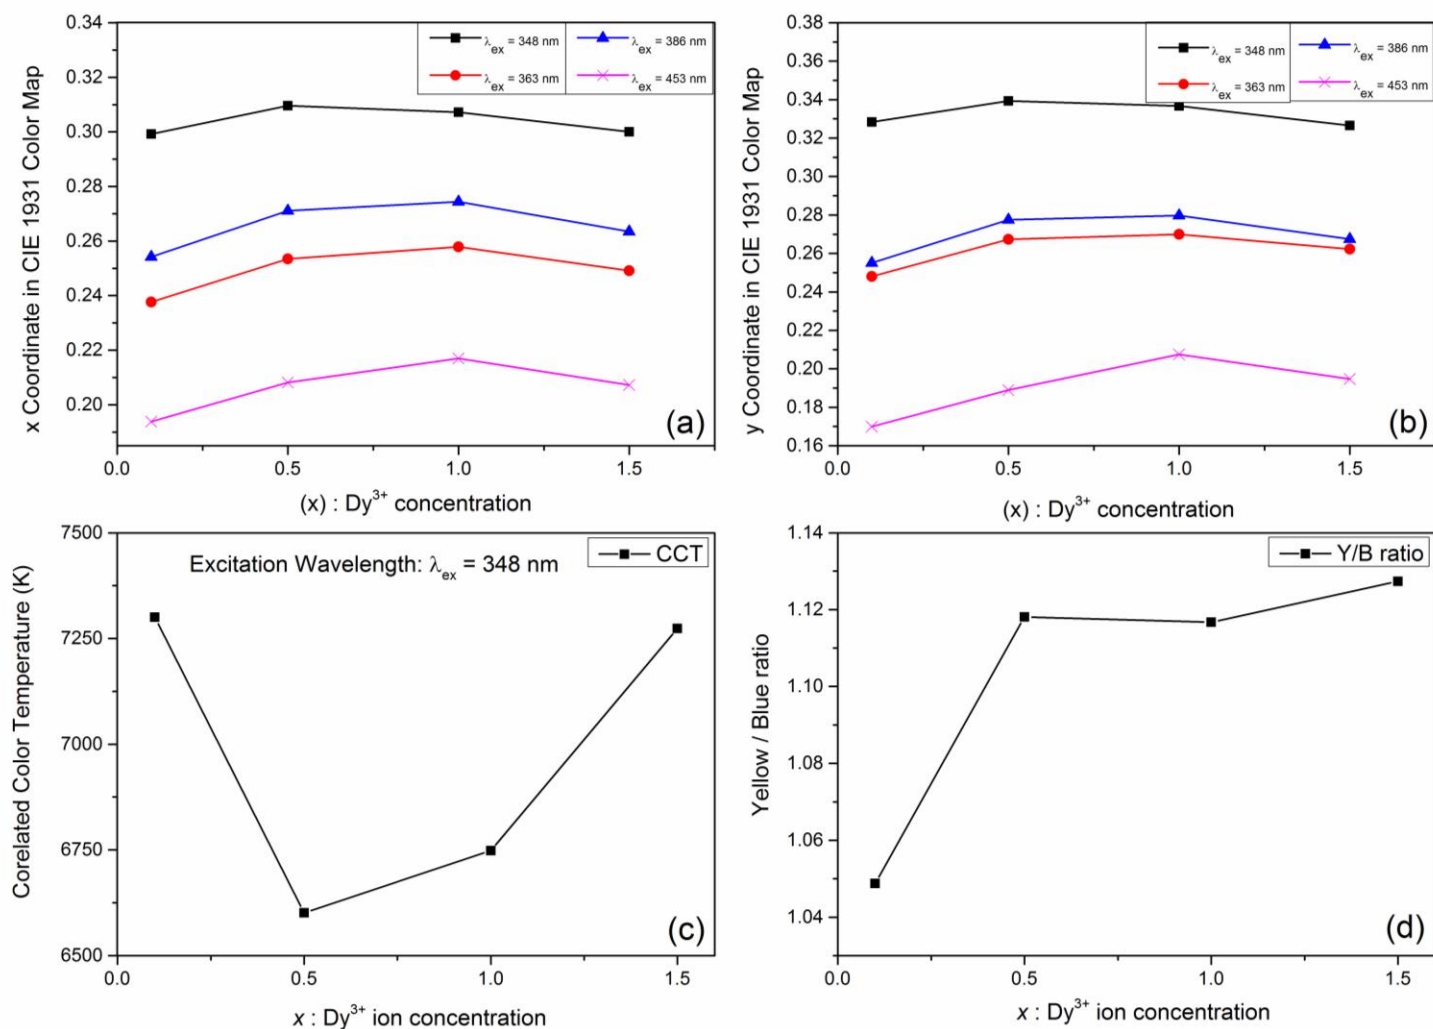 0.34
0.32
0.30
0.28
0.26
0.24
0.22
0.20
x Coordinate in CIE 1931 Color Map
λex = 348 nm
λex = 386 nm
λex = 363 nm
λex = 453 nm
(a)
0.0
0.5
1.0
1.5
(x) : Dy³⁺ concentration
0.38
0.36
0.34
0.32
0.30
0.28
0.26
0.24
0.22
0.20
0.18
0.16
y Coordinate in CIE 1931 Color Map
λex = 348 nm
λex = 386 nm
λex = 363 nm
λex = 453 nm
(b)
0.0
0.5
1.0
1.5
(x) : Dy³⁺ concentration
7500
7250
7000
6750
6500
Corelated Color Temperature (K)
Excitation Wavelength: λex = 348 nm
CCT
(c)
0.0
0.5
1.0
1.5
x : Dy³⁺ ion concentration
1.14
1.12
1.10
1.08
1.06
1.04
Yellow / Blue ratio
Y/B ratio
(d)
0.0
0.5
1.0
1.5
x : Dy³⁺ ion concentration